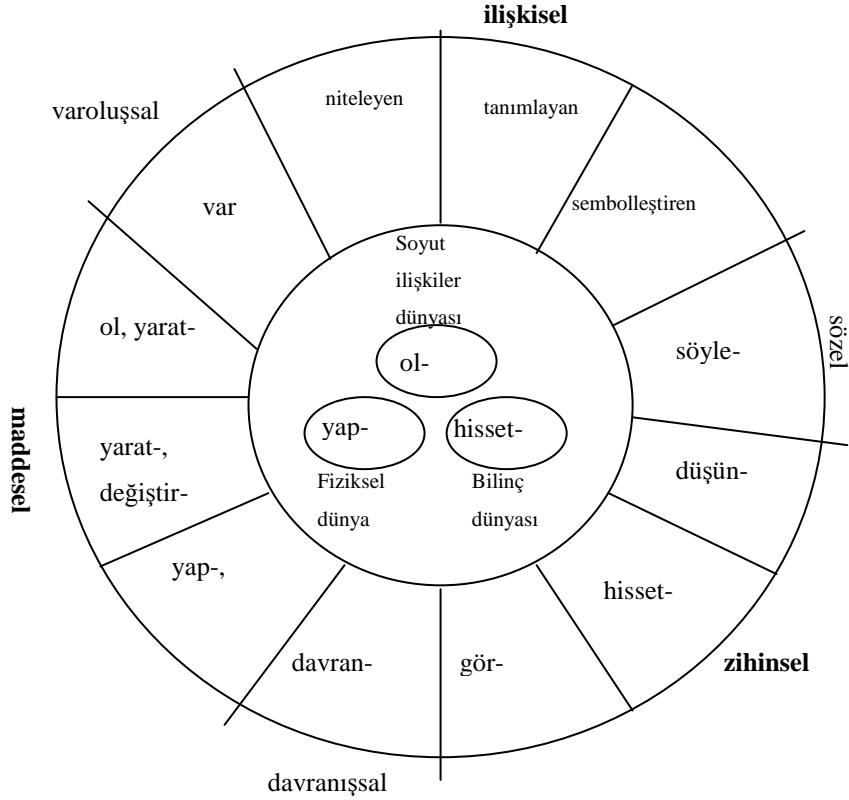 ilişkisel
varoluşsal
niteleyen
tanımlayan
var
sembolleştiren
Soyut
ilişkiler
dünyası
ol, yarat-
söyle-
sözel
ol-
yap-
hisset-
maddesel
yarat-,
değiştir-
düşün-
Fiziksel
dünya
Bilinç
dünyası
yap-,
hisset-
davran-
gör-
zihinsel
davranışsal